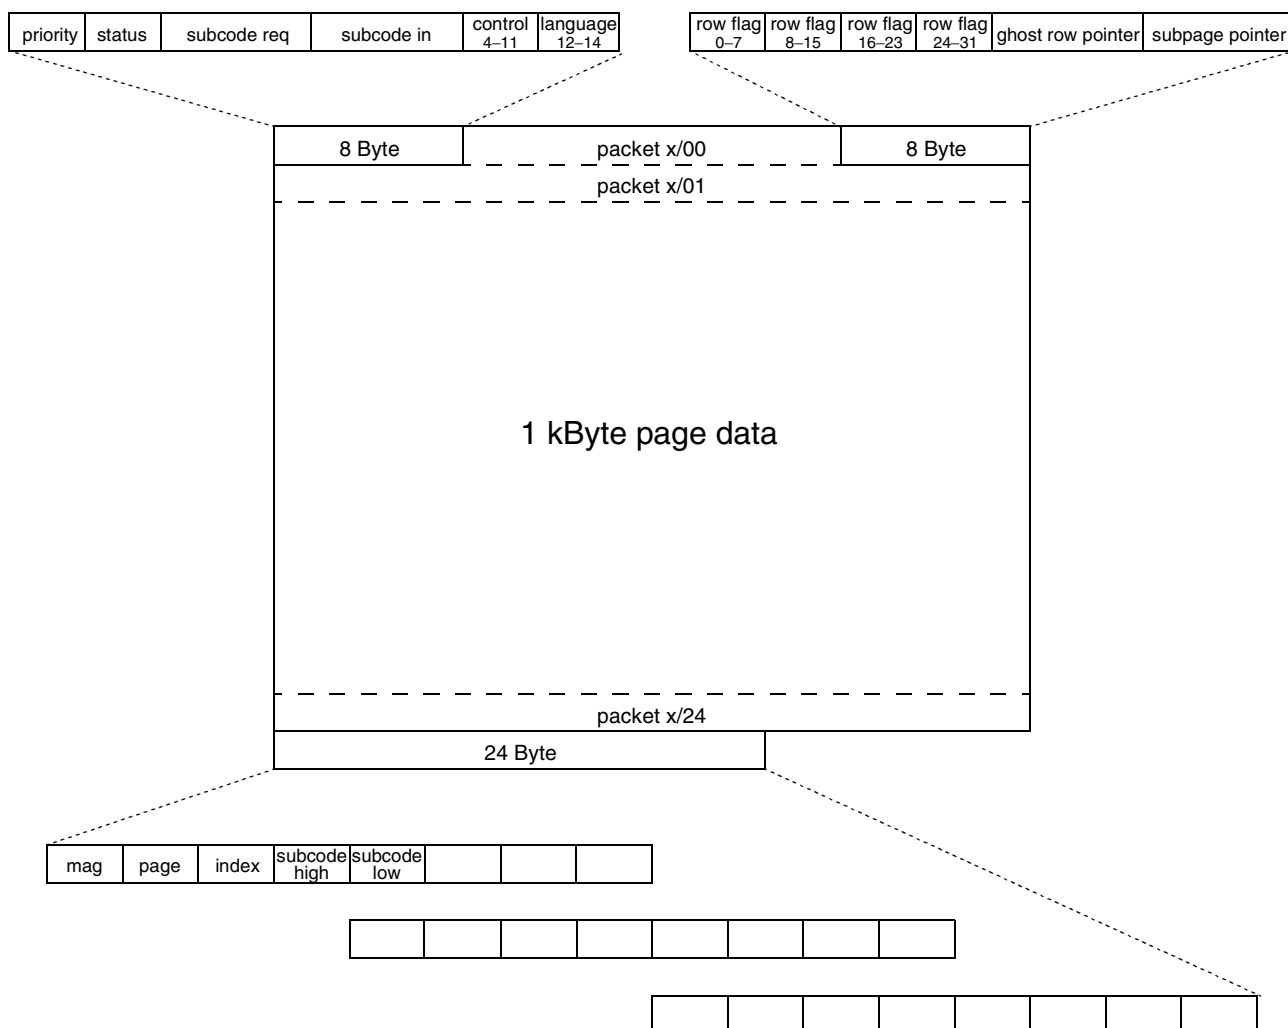 priority status subcode req subcode in control language row flag row flag row flag row flag ghost row pointer subpage pointer
4–11 12–14 0–7 8–15 16–23 24–31
8 Byte packet x/00 8 Byte
packet x/01
1 kByte page data
packet x/24
24 Byte
mag page index subcode subcode
high low